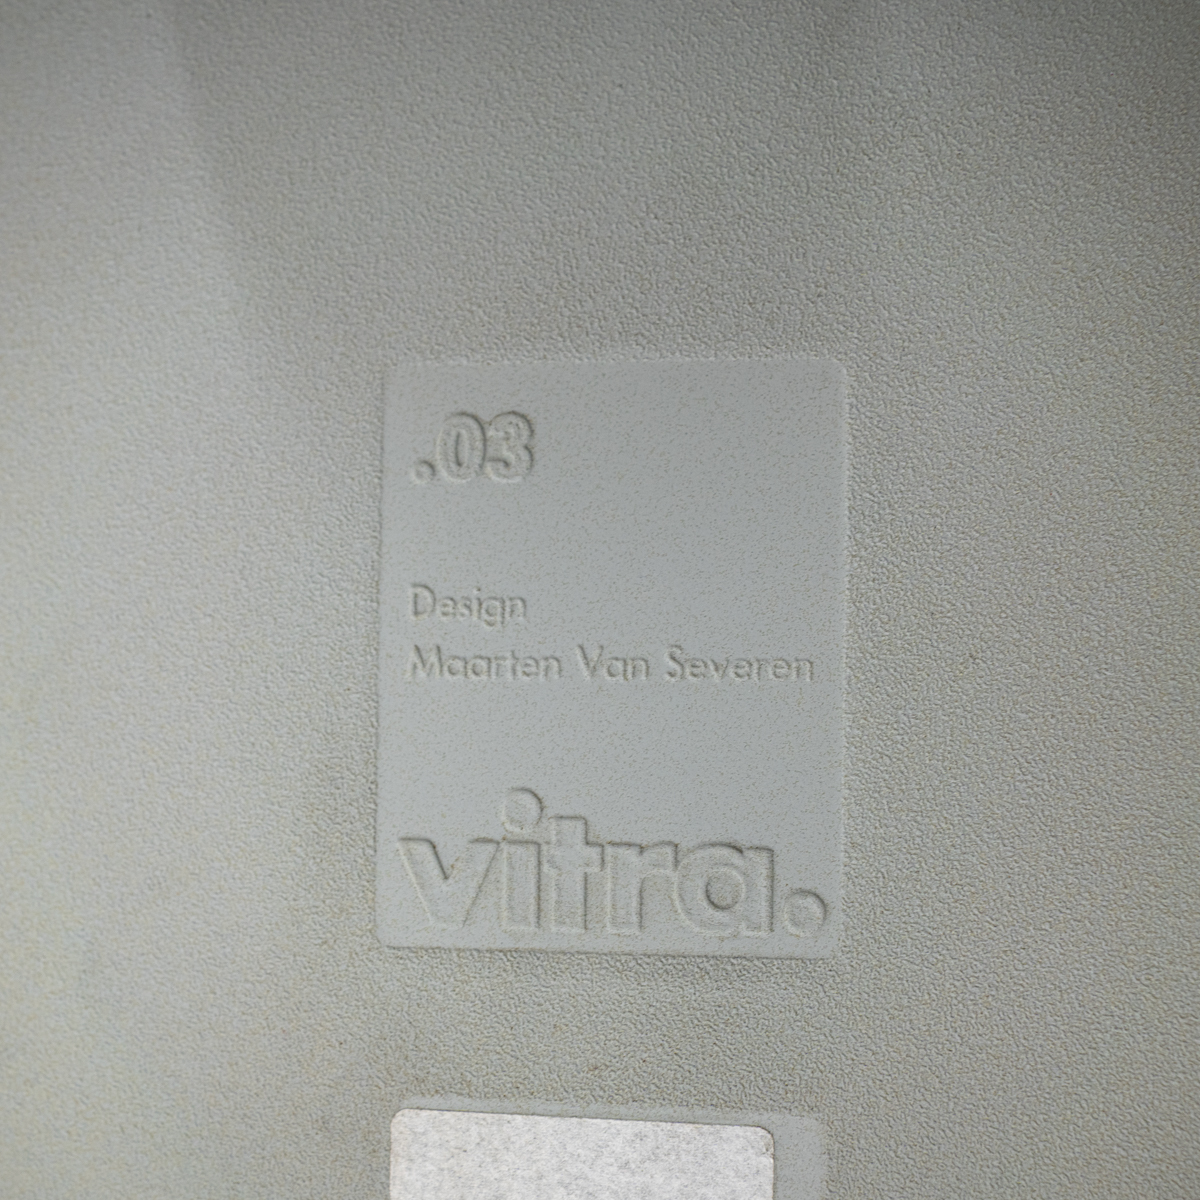 .03
Design
Maarten Van Severen
vitra.